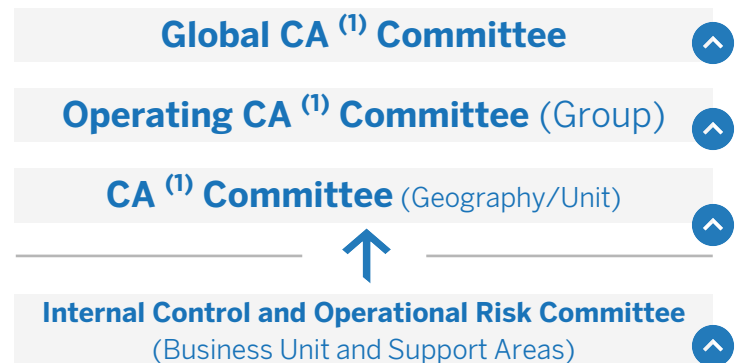 Global CA (1) Committee
Operating CA (1) Committee (Group)
CA (1) Committee (Geography/Unit)
Internal Control and Operational Risk Committee
(Business Unit and Support Areas)